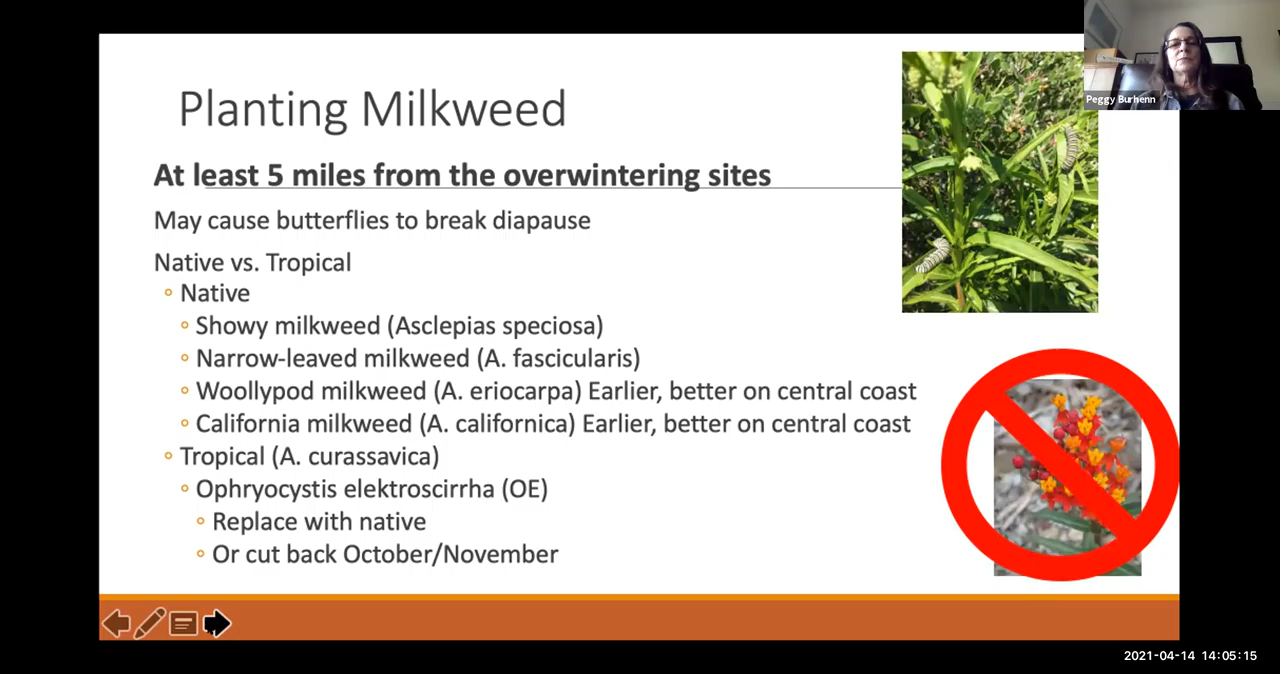 Planting Milkweed
At least 5 miles from the overwintering sites
May cause butterflies to break diapause
Native vs. Tropical
Native
Showy milkweed (Asclepias speciosa)
Narrow-leaved milkweed (A. fascicularis)
Woollypod milkweed (A. eriocarpa) Earlier, better on central coast
California milkweed (A. californica) Earlier, better on central coast
Tropical (A. curassavica)
Ophryocystis elektroscirrha (OE)
Replace with native
Or cut back October/November
Peggy Burhenn
2021-04-14 14:05:15